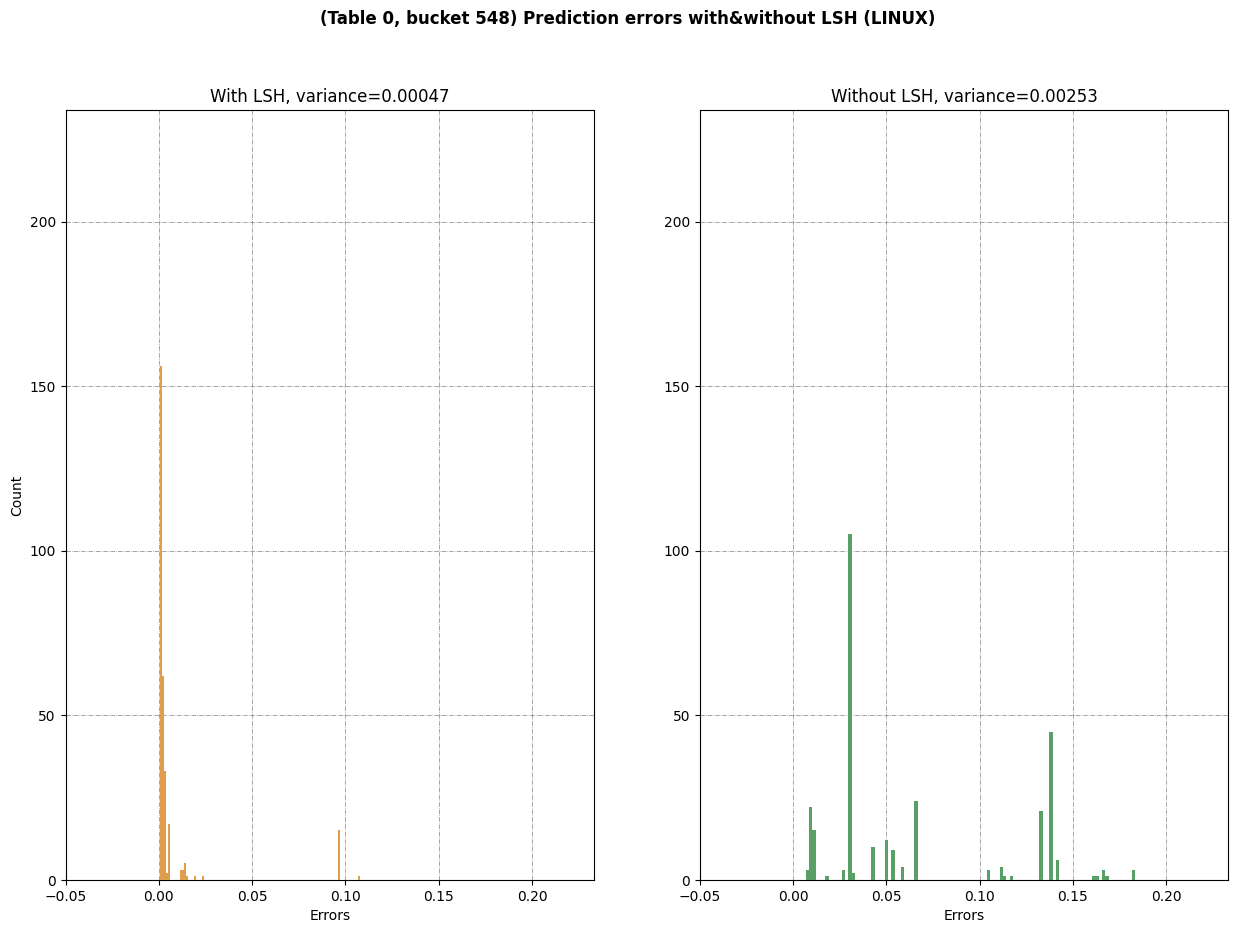 (Table 0, bucket 548) Prediction errors with&without LSH (LINUX)
With LSH, variance=0.00047
Count
200
150
100
50
0
−0.05 0.00 0.05 0.10 0.15 0.20
Errors
Without LSH, variance=0.00253
200
150
100
50
0
−0.05 0.00 0.05 0.10 0.15 0.20
Errors